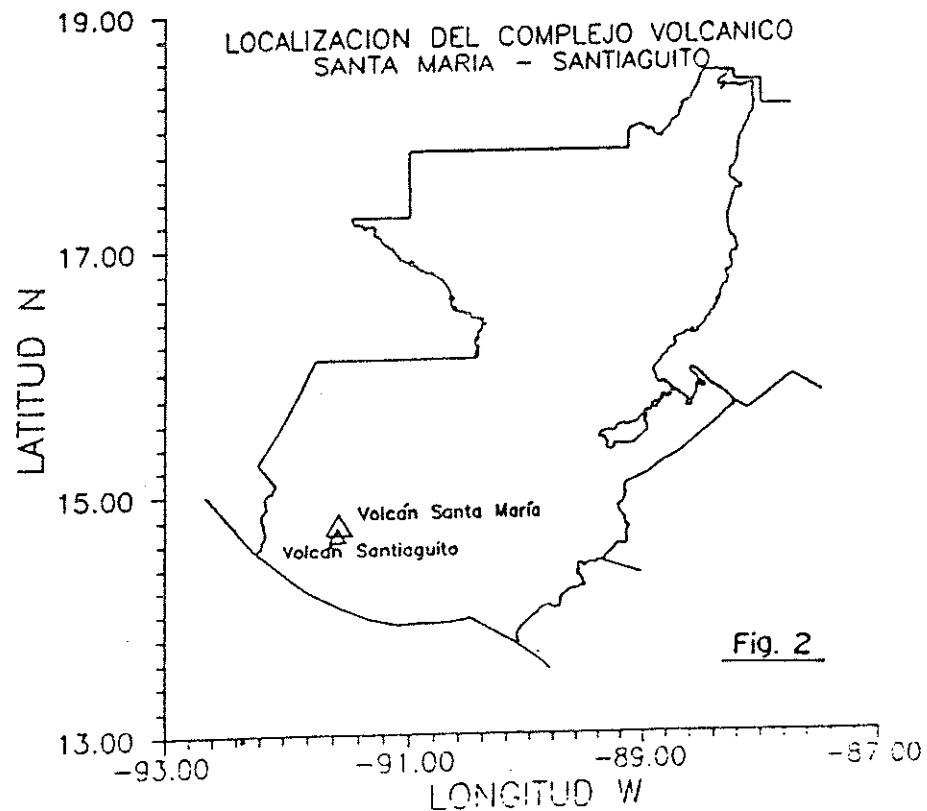 19.00
LOCALIZACION DEL COMPLEJO VOLCANICO
SANTA MARIA - SANTIAGUITO
17.00
LATITUD N
15.00
Volcán Santa María
Volcán Santiaguito
Fig. 2
13.00
-93.00
-91.00
-89.00
-87.00
LONGITUD W